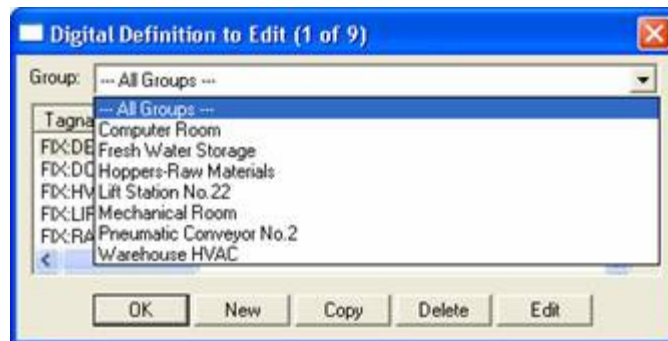 Digital Definition to Edit (1 of 9)
Group: --- All Groups ---
--- All Groups ---
Tagna
Computer Room
FIX:DE Fresh Water Storage
FIX:DC Hoppers-Raw Materials
FIX:HV Lift Station No.22
FIX:LIF Mechanical Room
FIX:RA Pneumatic Conveyor No.2
Warehouse HVAC
OK New Copy Delete Edit